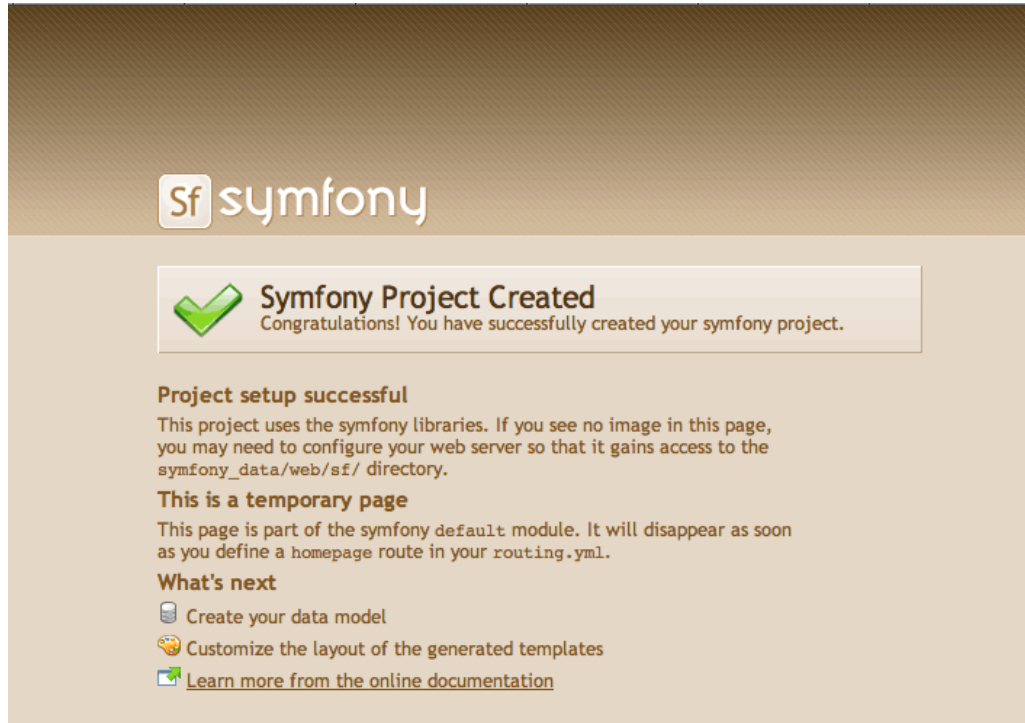 Sf symfony
Symfony Project Created
Congratulations! You have successfully created your symfony project.
Project setup successful
This project uses the symfony libraries. If you see no image in this page,
you may need to configure your web server so that it gains access to the
symfony_data/web/sf/ directory.
This is a temporary page
This page is part of the symfony default module. It will disappear as soon
as you define a homepage route in your routing.yml.
What's next
Create your data model
Customize the layout of the generated templates
Learn more from the online documentation